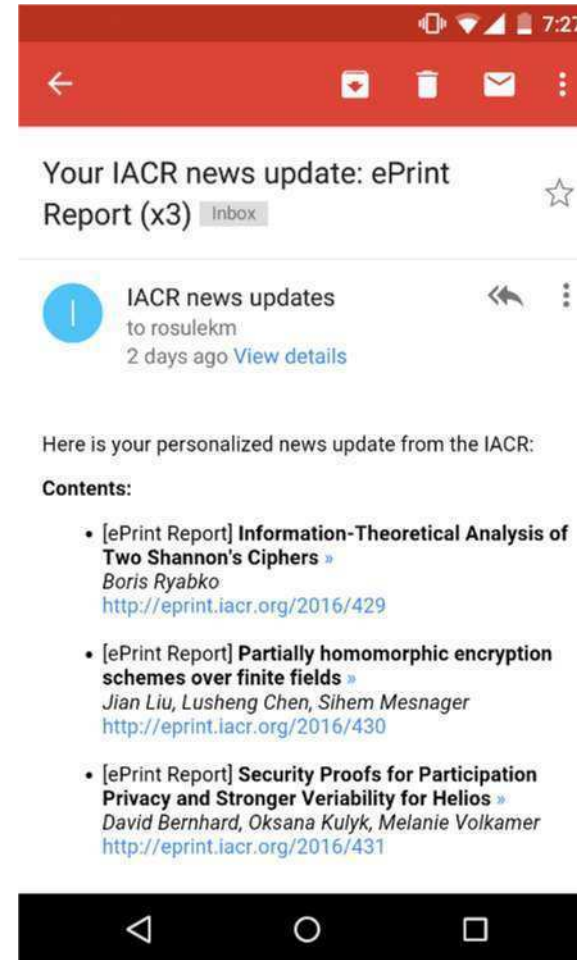 7:27
Your IACR news update: ePrint
Report (x3) Inbox
I
IACR news updates
to rosulekm
2 days ago View details
Here is your personalized news update from the IACR:
Contents:
• [ePrint Report] Information-Theoretical Analysis of
Two Shannon's Ciphers »
Boris Ryabko
http://eprint.iacr.org/2016/429
• [ePrint Report] Partially homomorphic encryption
schemes over finite fields »
Jian Liu, Lusheng Chen, Sihem Mesnager
http://eprint.iacr.org/2016/430
• [ePrint Report] Security Proofs for Participation
Privacy and Stronger Veriability for Helios »
David Bernhard, Oksana Kulyk, Melanie Volkamer
http://eprint.iacr.org/2016/431